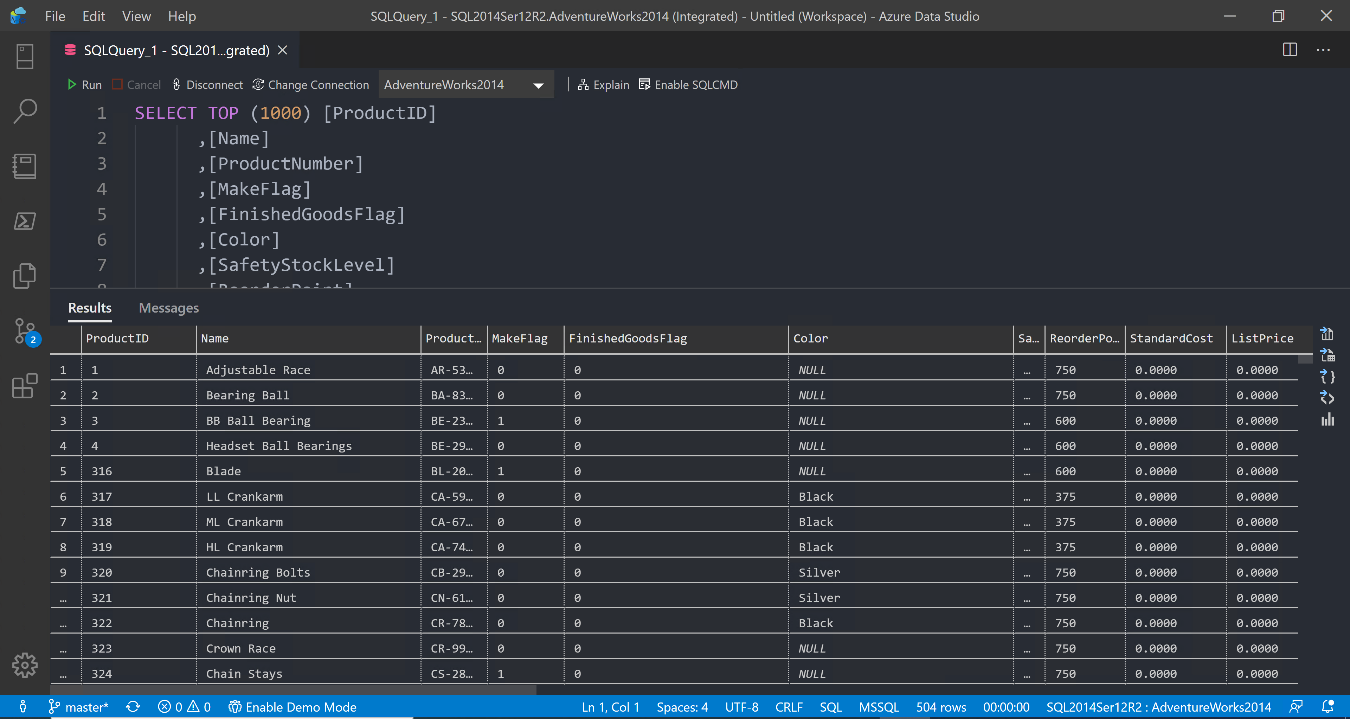 File Edit View Help SQLQuery_1 - SQL2014Ser12R2.AdventureWorks2014 (Integrated) - Untitled (Workspace) - Azure Data Studio
SQLQuery_1 - SQL201...grated)
Run Cancel Disconnect Change Connection AdventureWorks2014 Explain Enable SQLCMD
1 SELECT TOP (1000) [ProductID]
2 ,[Name]
3 ,[ProductNumber]
4 ,[MakeFlag]
5 ,[FinishedGoodsFlag]
6 ,[Color]
7 ,[SafetyStockLevel]
8 ,[ReorderPoint]
Results Messages
2
ProductID Name Product... MakeFlag FinishedGoodsFlag Color Sa... ReorderPo... StandardCost ListPrice
1 1 Adjustable Race AR-53... 0 0 NULL ... 750 0.0000 0.0000
2 2 Bearing Ball BA-83... 0 0 NULL ... 750 0.0000 0.0000
3 3 BB Ball Bearing BE-23... 1 0 NULL ... 600 0.0000 0.0000
4 4 Headset Ball Bearings BE-29... 0 0 NULL ... 600 0.0000 0.0000
5 316 Blade BL-20... 1 0 NULL ... 600 0.0000 0.0000
6 317 LL Crankarm CA-59... 0 0 Black ... 375 0.0000 0.0000
7 318 ML Crankarm CA-67... 0 0 Black ... 375 0.0000 0.0000
8 319 HL Crankarm CA-74... 0 0 Black ... 375 0.0000 0.0000
9 320 Chainring Bolts CB-29... 0 0 Silver ... 750 0.0000 0.0000
... 321 Chainring Nut CN-61... 0 0 Silver ... 750 0.0000 0.0000
... 322 Chainring CR-78... 0 0 Black ... 750 0.0000 0.0000
... 323 Crown Race CR-99... 0 0 NULL ... 750 0.0000 0.0000
... 324 Chain Stays CS-28... 1 0 NULL ... 750 0.0000 0.0000
master* 0 0 Enable Demo Mode Ln 1, Col 1 Spaces: 4 UTF-8 CRLF SQL MSSQL 504 rows 00:00:00 SQL2014Ser12R2 : AdventureWorks2014